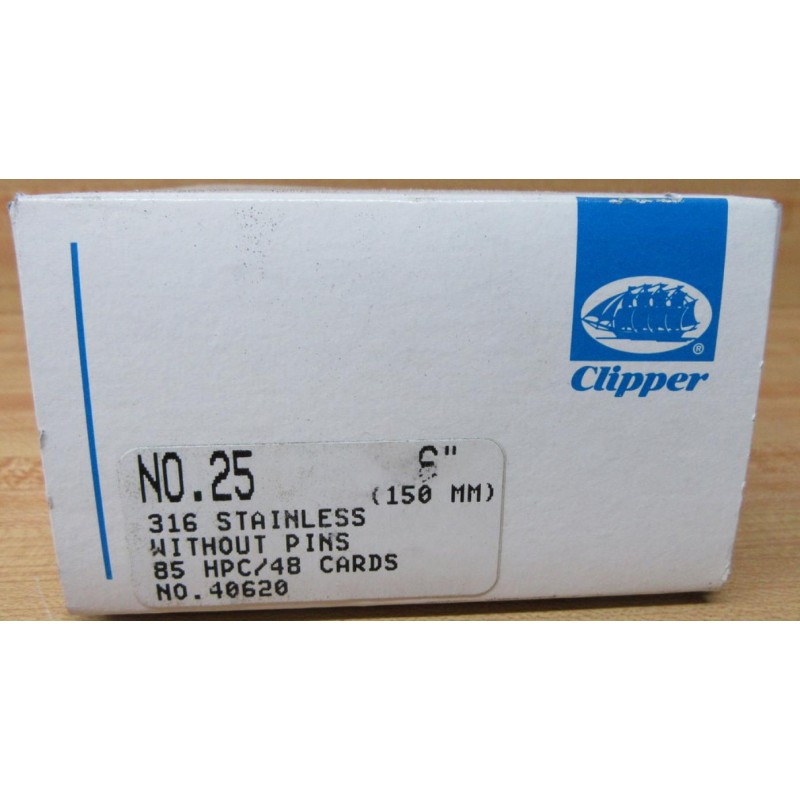 ®
Clipper
NO.25 6"
(150 MM)
316 STAINLESS
WITHOUT PINS
85 HPC/48 CARDS
NO.40620